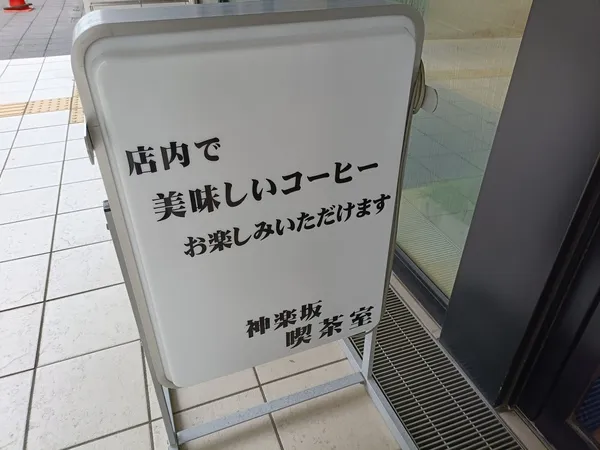 店内で
美味しいコーヒー
お楽しみいただけます
神楽坂
喫茶室